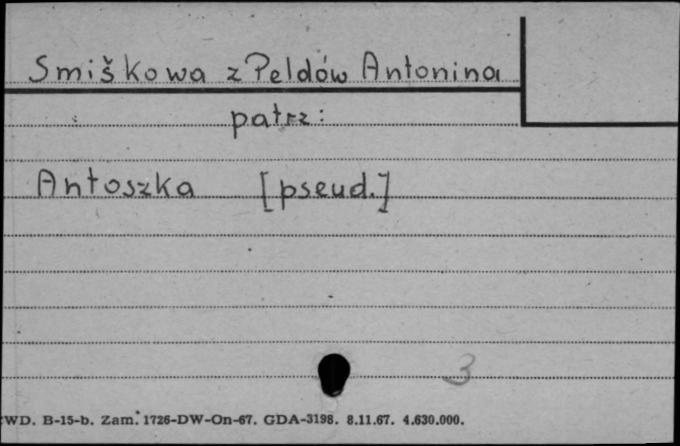 Smiškowa z Peldów Antonina
patrz:
Antoszka [pseud.]
3
WD. B-15-b. Zam. 1726-DW-On-67. GDA-3198. 8.11.67. 4.630.000.